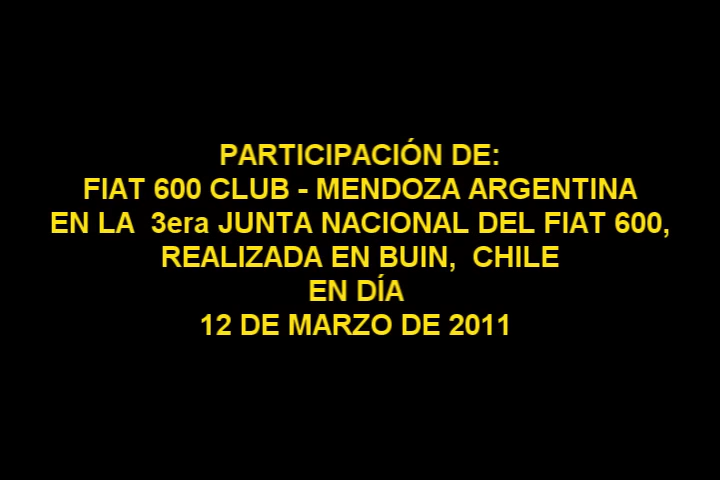 PARTICIPACIÓN DE:
FIAT 600 CLUB - MENDOZA ARGENTINA
EN LA  3era JUNTA NACIONAL DEL FIAT 600,
REALIZADA EN BUIN,  CHILE
EN DÍA
12 DE MARZO DE 2011